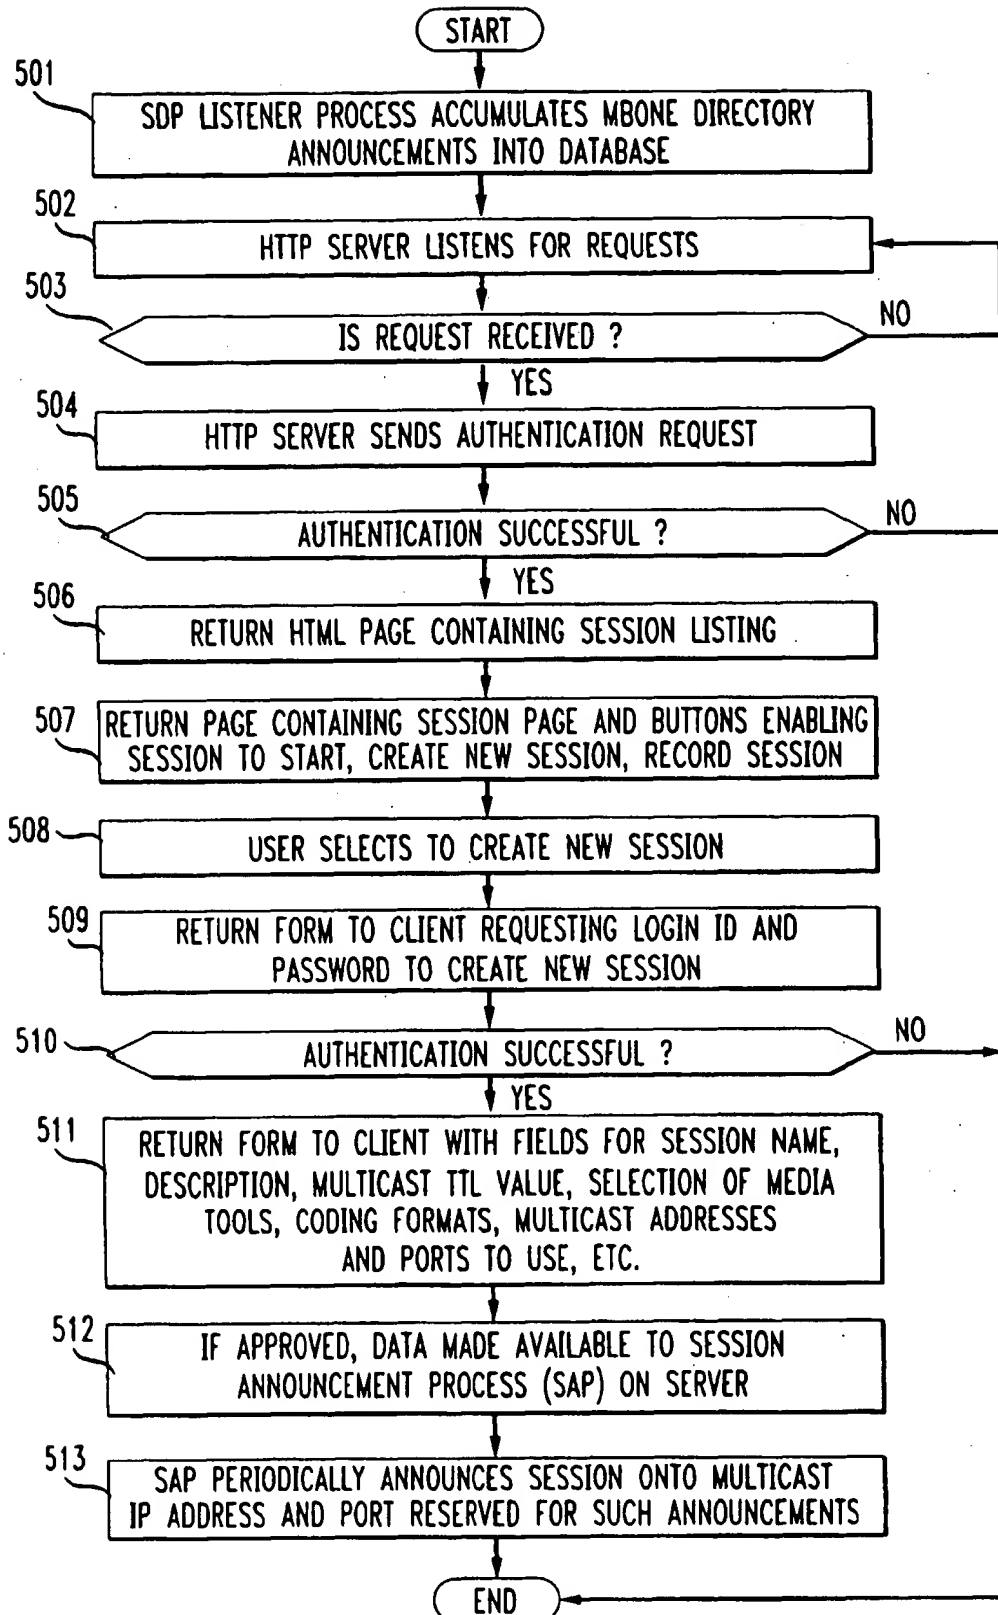 START
501
SDP LISTENER PROCESS ACCUMULATES MBONE DIRECTORY
ANNOUNCEMENTS INTO DATABASE
502
HTTP SERVER LISTENS FOR REQUESTS
503
IS REQUEST RECEIVED ?
NO
YES
504
HTTP SERVER SENDS AUTHENTICATION REQUEST
505
AUTHENTICATION SUCCESSFUL ?
NO
YES
506
RETURN HTML PAGE CONTAINING SESSION LISTING
507
RETURN PAGE CONTAINING SESSION PAGE AND BUTTONS ENABLING
SESSION TO START, CREATE NEW SESSION, RECORD SESSION
508
USER SELECTS TO CREATE NEW SESSION
509
RETURN FORM TO CLIENT REQUESTING LOGIN ID AND
PASSWORD TO CREATE NEW SESSION
510
AUTHENTICATION SUCCESSFUL ?
NO
YES
511
RETURN FORM TO CLIENT WITH FIELDS FOR SESSION NAME,
DESCRIPTION, MULTICAST TTL VALUE, SELECTION OF MEDIA
TOOLS, CODING FORMATS, MULTICAST ADDRESSES
AND PORTS TO USE, ETC.
512
IF APPROVED, DATA MADE AVAILABLE TO SESSION
ANNOUNCEMENT PROCESS (SAP) ON SERVER
513
SAP PERIODICALLY ANNOUNCES SESSION ONTO MULTICAST
IP ADDRESS AND PORT RESERVED FOR SUCH ANNOUNCEMENTS
END